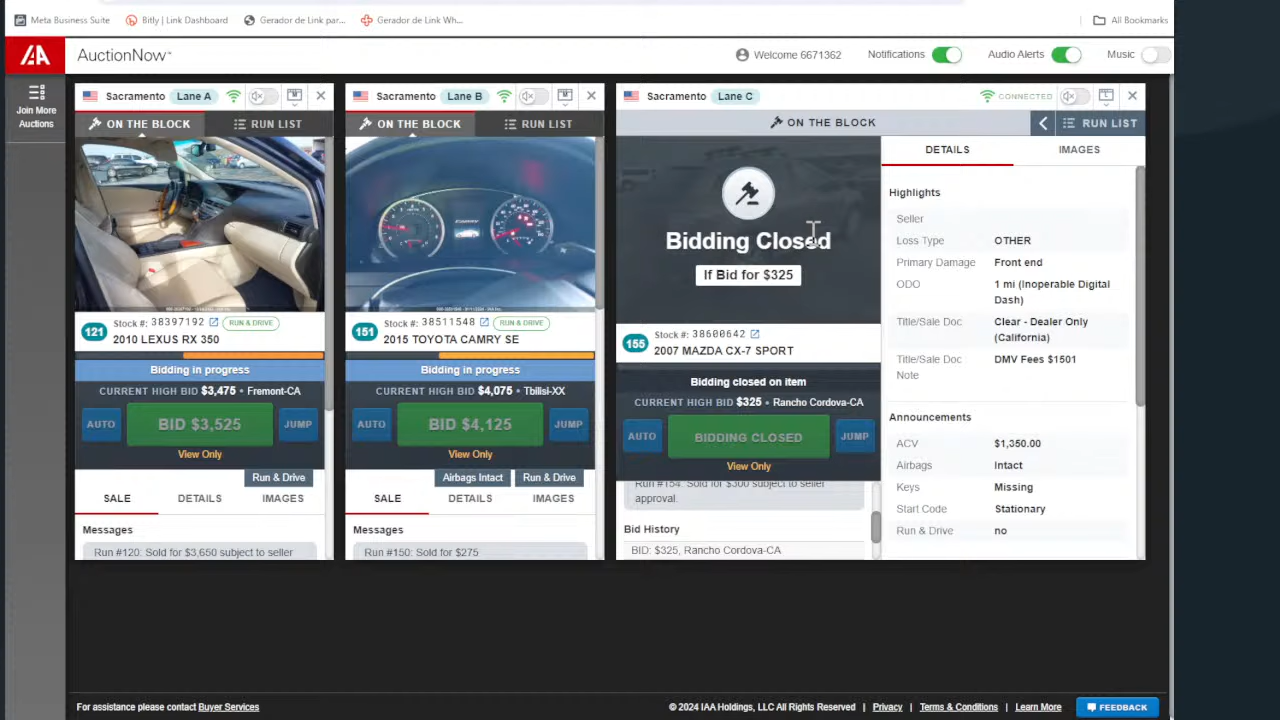 Meta Business Suite
Bitly | Link Dashboard
Gerador de Link par...
Gerador de Link Wh...
All Bookmarks
IAA
AuctionNow™
Welcome 6671362
Notifications
Audio Alerts
Music
Join More
Auctions
Sacramento Lane A
ON THE BLOCK
RUN LIST
121
Stock #: 38397192
RUN & DRIVE
2010 LEXUS RX 350
Bidding in progress
CURRENT HIGH BID $3,475 • Fremont-CA
AUTO
BID $3,525
JUMP
View Only
Run & Drive
SALE
DETAILS
IMAGES
Messages
Run #120: Sold for $3,650 subject to seller
Sacramento Lane B
ON THE BLOCK
RUN LIST
151
Stock #: 38511548
RUN & DRIVE
2015 TOYOTA CAMRY SE
Bidding in progress
CURRENT HIGH BID $4,075 • Tbilisi-XX
AUTO
BID $4,125
JUMP
View Only
Airbags Intact
Run & Drive
SALE
DETAILS
IMAGES
Messages
Run #150: Sold for $275
Sacramento Lane C
CONNECTED
ON THE BLOCK
RUN LIST
Bidding Closed
If Bid for $325
155
Stock #: 38600642
2007 MAZDA CX-7 SPORT
Bidding closed on item
CURRENT HIGH BID $325 • Rancho Cordova-CA
AUTO
BIDDING CLOSED
JUMP
View Only
Run #154: Sold for $300 subject to seller
approval.
Bid History
BID: $325, Rancho Cordova-CA
DETAILS
IMAGES
Highlights
Seller
Loss Type OTHER
Primary Damage Front end
ODO 1 mi (Inoperable Digital
Dash)
Title/Sale Doc Clear - Dealer Only
(California)
Title/Sale Doc DMV Fees $1501
Note
Announcements
ACV $1,350.00
Airbags Intact
Keys Missing
Start Code Stationary
Run & Drive no
For assistance please contact Buyer Services
© 2024 IAA Holdings, LLC All Rights Reserved | Privacy | Terms & Conditions | Learn More
FEEDBACK